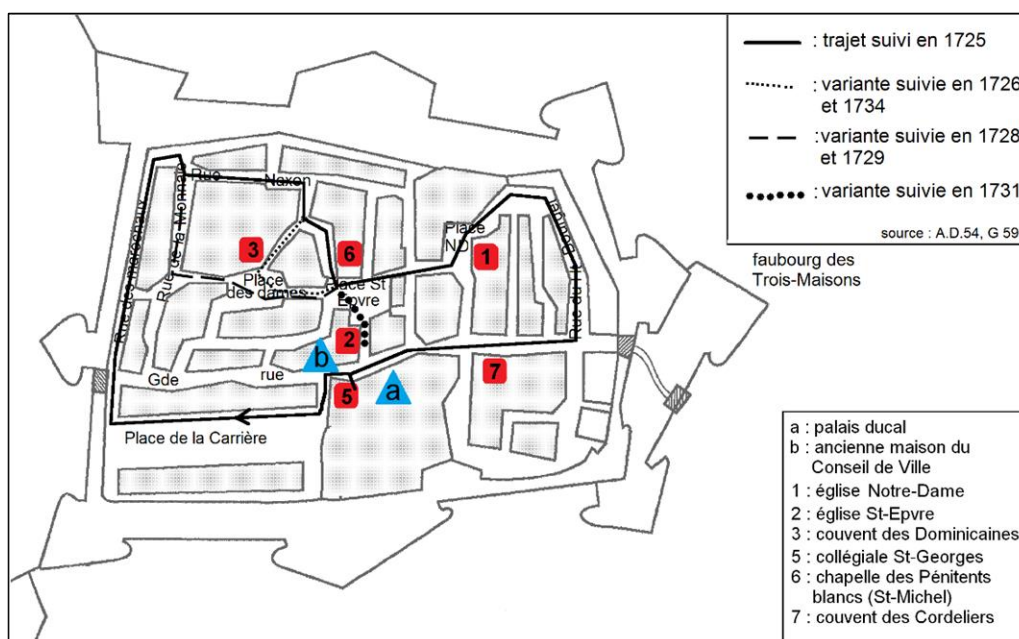 : trajet suivi en 1725
: variante suivie en 1726
et 1734
:variante suivie en 1728
et 1729
: variante suivie en 1731
source : A.D.54, G 59
faubourg des
Trois-Maisons
Rue des maréchaux
Rue de la Monnaie
Rue Naxon
3
6
Place
ND
1
Place
des dames
Place St
Epvre
Rue du Tit Bougel
2
b
Gde rue
5
a
7
Place de la Carrière
a : palais ducal
b : ancienne maison du
Conseil de Ville
1 : église Notre-Dame
2 : église St-Epvre
3 : couvent des Dominicaines
5 : collégiale St-Georges
6 : chapelle des Pénitents
blancs (St-Michel)
7 : couvent des Cordeliers